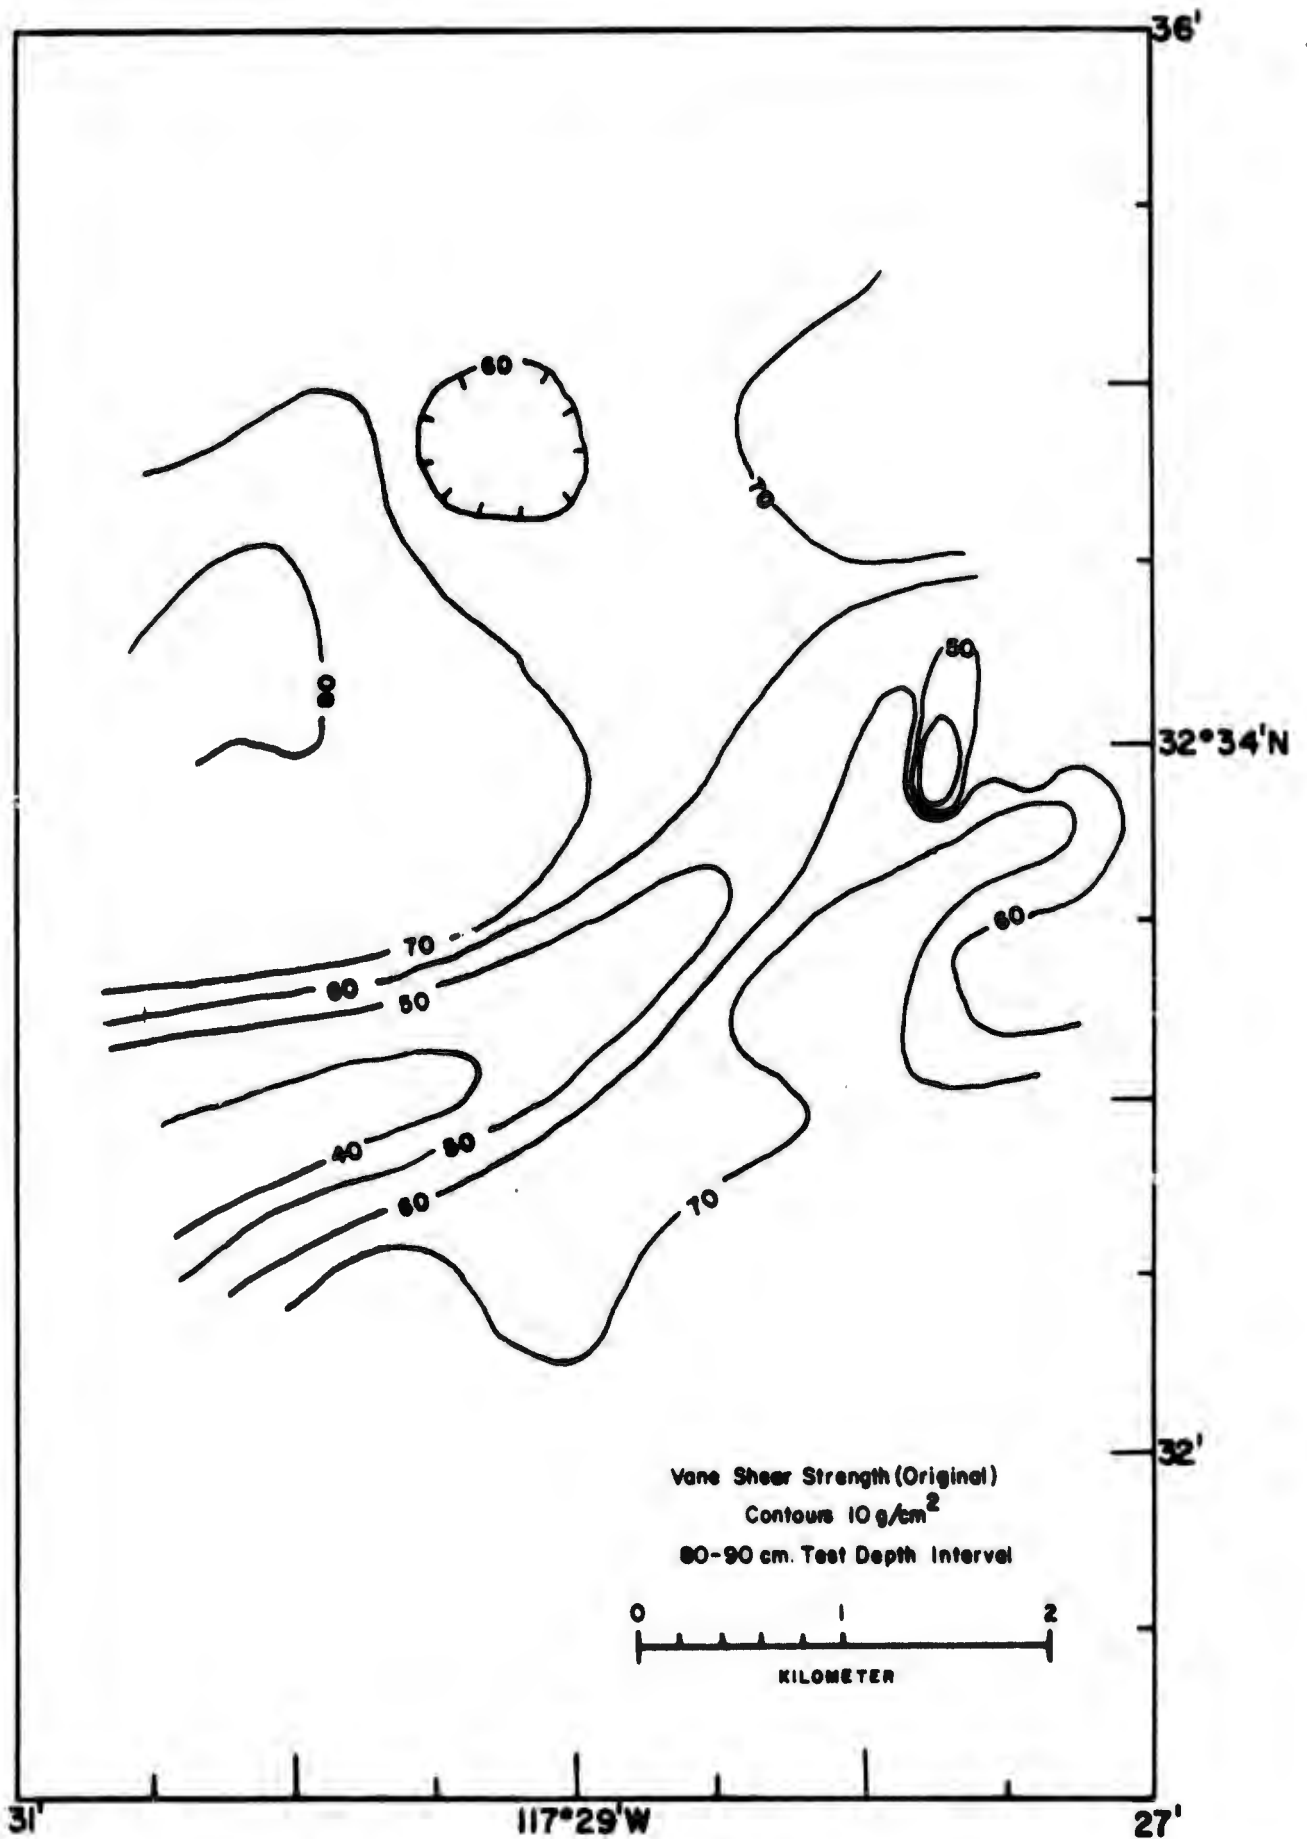 36'
60
70
80
50
32°34'N
60
70
60
50
40
50
60
70
32'
Vane Shear Strength (Original)
Contours 10 g/cm²
80-90 cm. Test Depth Interval
0 1 2
KILOMETER
31' 117°29'W 27'